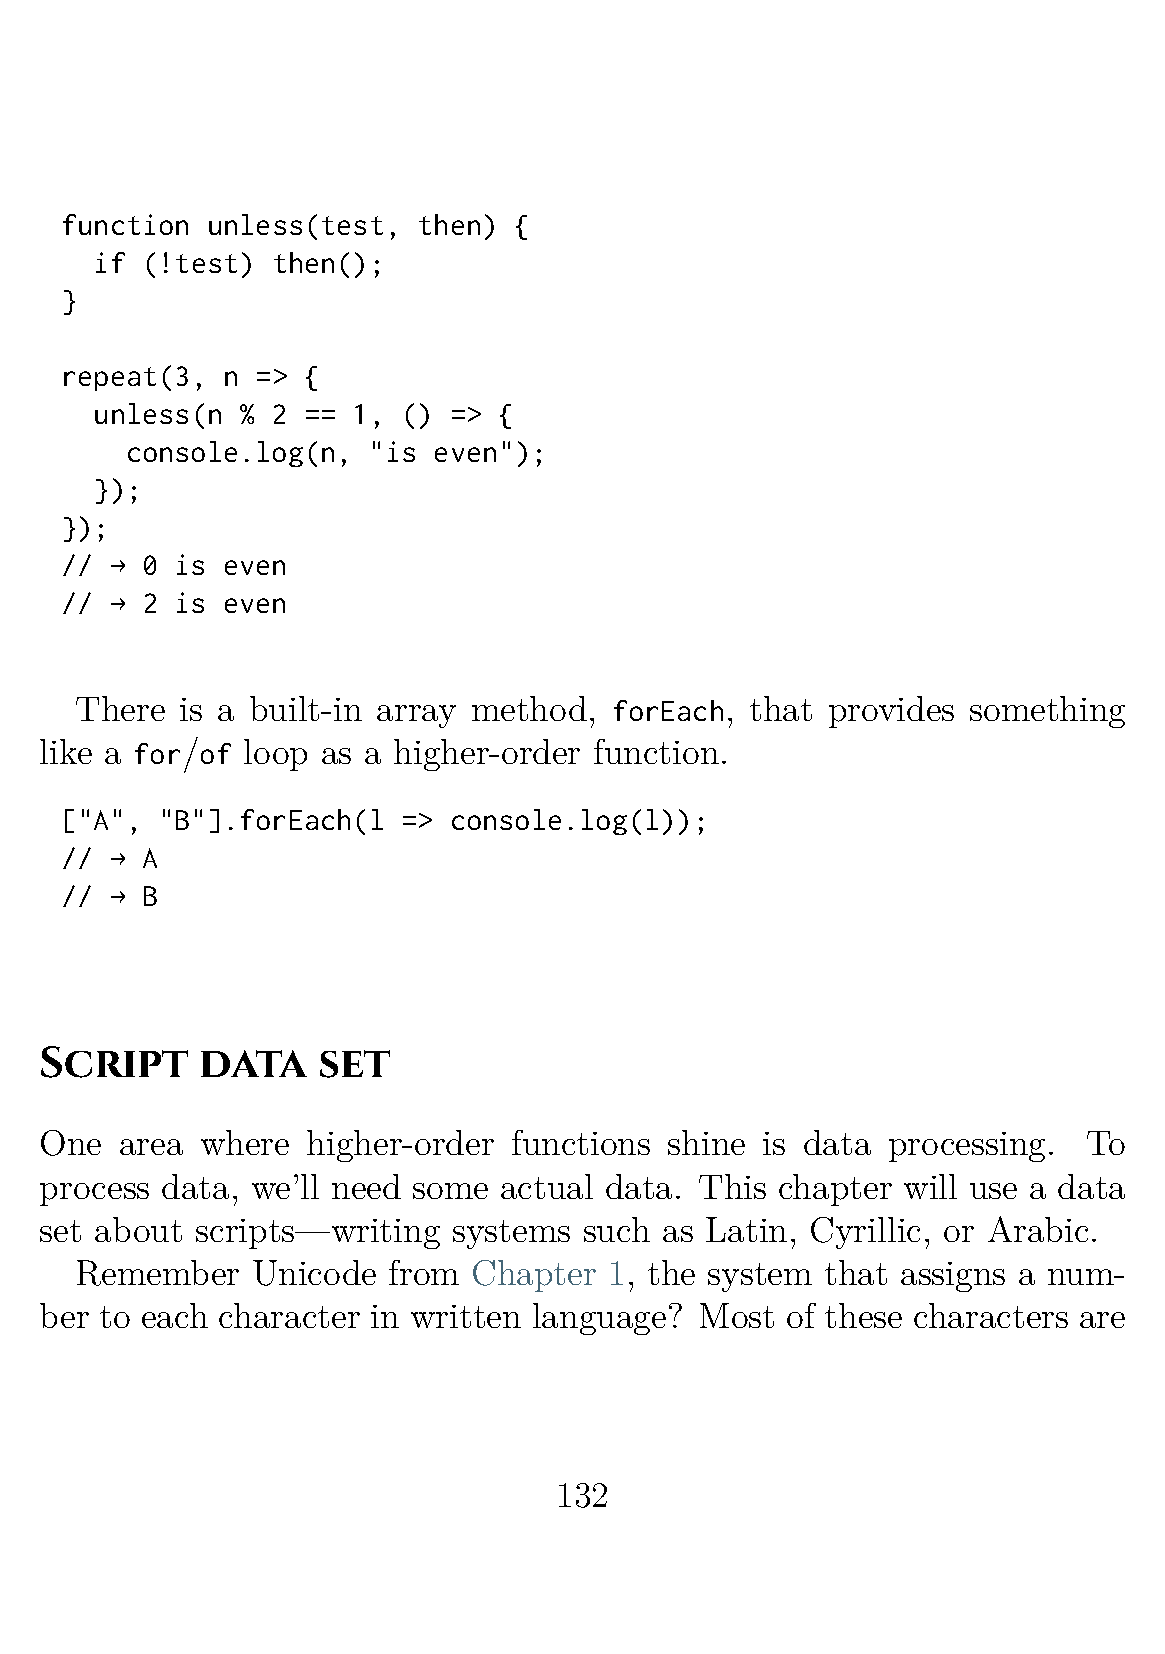 function unless(test, then) {
  if (!test) then();
}

repeat(3, n => {
  unless(n % 2 == 1, () => {
    console.log(n, "is even");
  });
});
// → 0 is even
// → 2 is even

There is a built-in array method, forEach, that provides something
like a for/of loop as a higher-order function.

["A", "B"].forEach(l => console.log(l));
// → A
// → B

Script data set

One area where higher-order functions shine is data processing. To
process data, we'll need some actual data. This chapter will use a data
set about scripts—writing systems such as Latin, Cyrillic, or Arabic.
Remember Unicode from Chapter 1, the system that assigns a num-
ber to each character in written language? Most of these characters are

132